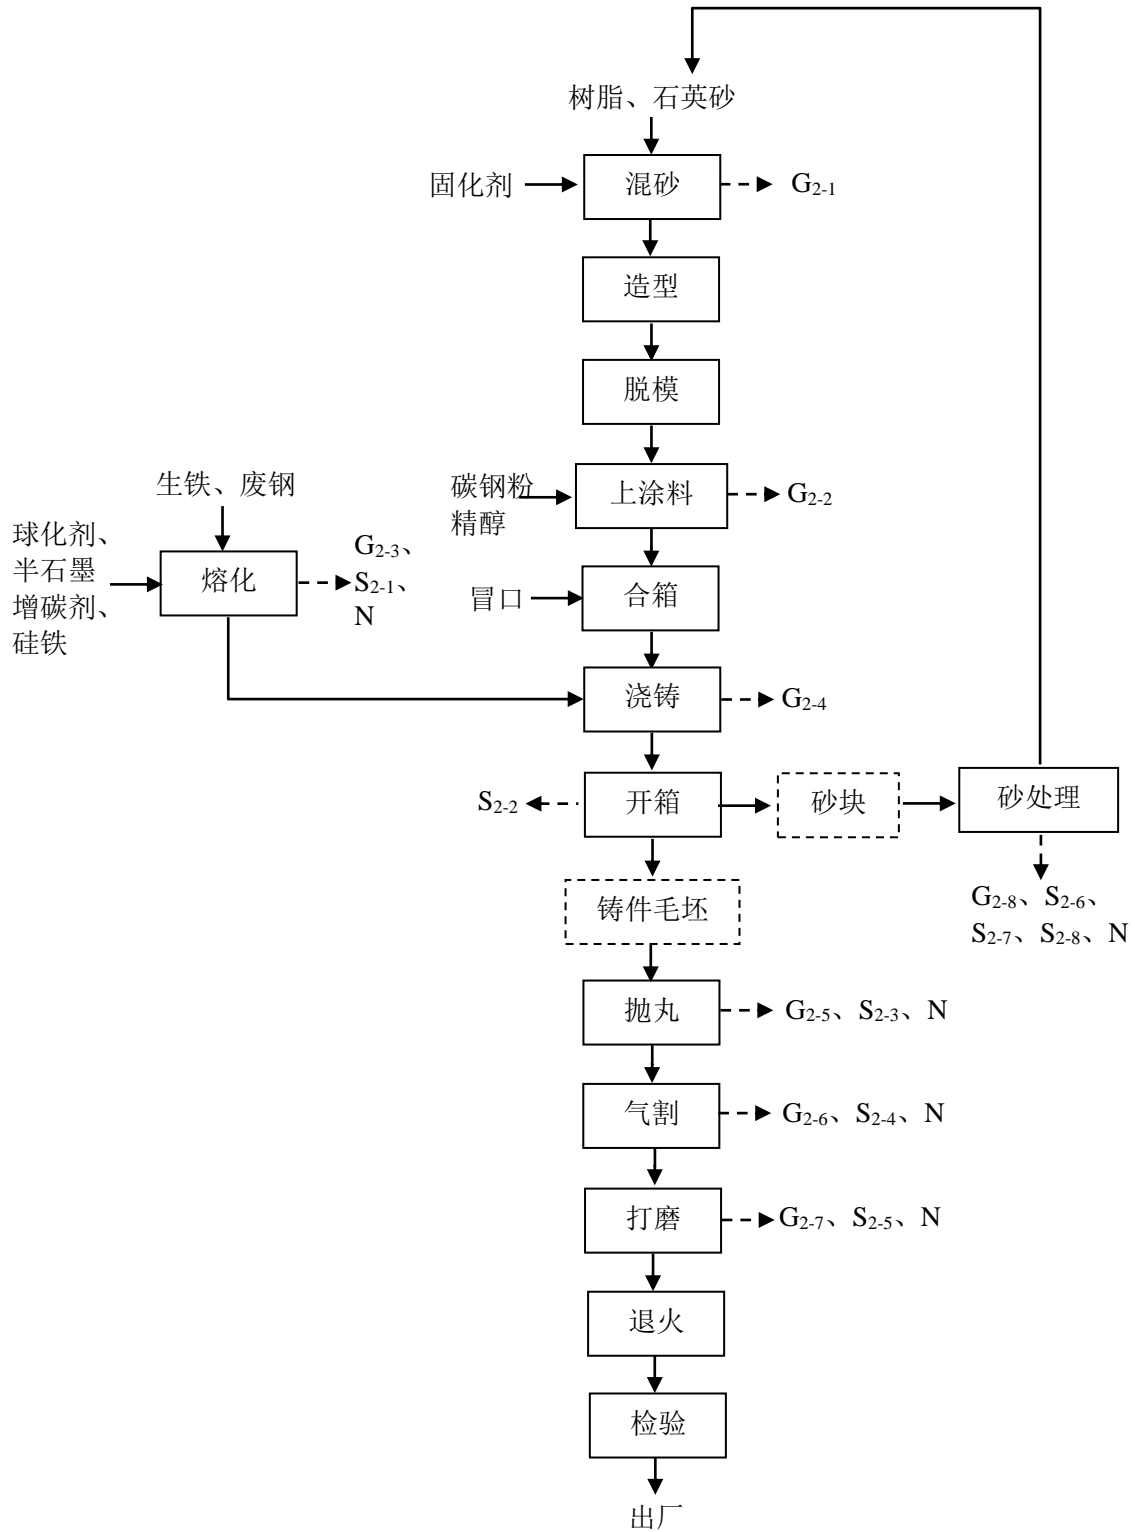 树脂、石英砂
固化剂
混砂
G2-1
造型
脱模
碳钢粉
精醇
上涂料
G2-2
生铁、废钢
球化剂、
半石墨
增碳剂、
硅铁
熔化
G2-3、
S2-1、
N
冒口
合箱
浇铸
G2-4
S2-2
开箱
砂块
砂处理
G2-8、S2-6、
S2-7、S2-8、N
铸件毛坯
抛丸
G2-5、S2-3、N
气割
G2-6、S2-4、N
打磨
G2-7、S2-5、N
退火
检验
出厂